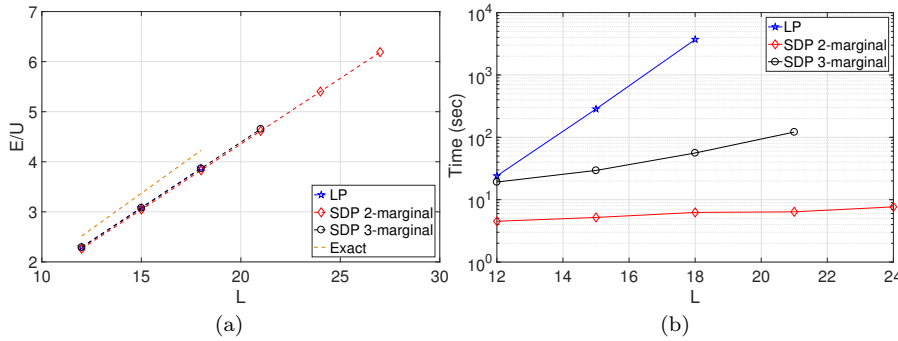 7
6
5
4
3
2
E/U
10
15
20
25
30
L
LP
SDP 2-marginal
SDP 3-marginal
Exact
(a)
10^4
10^3
10^2
10^1
10^0
Time (sec)
12
14
16
18
20
22
24
L
LP
SDP 2-marginal
SDP 3-marginal
(b)